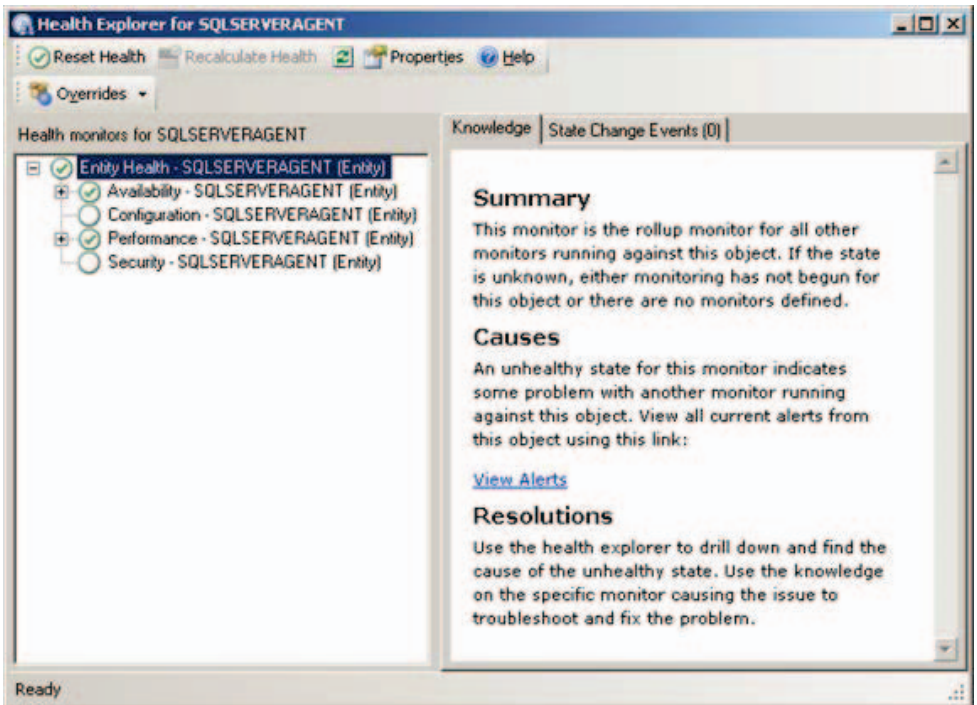 Health Explorer for SQLSERVERAGENT
Reset Health Recalculate Health Properties Help
Overrides
Health monitors for SQLSERVERAGENT
Entity Health - SQLSERVERAGENT (Entity)
Availability - SQLSERVERAGENT (Entity)
Configuration - SQLSERVERAGENT (Entity)
Performance - SQLSERVERAGENT (Entity)
Security - SQLSERVERAGENT (Entity)
Knowledge State Change Events (0)
Summary
This monitor is the rollup monitor for all other
monitors running against this object. If the state
is unknown, either monitoring has not begun for
this object or there are no monitors defined.
Causes
An unhealthy state for this monitor indicates
some problem with another monitor running
against this object. View all current alerts from
this object using this link:
View Alerts
Resolutions
Use the health explorer to drill down and find the
cause of the unhealthy state. Use the knowledge
on the specific monitor causing the issue to
troubleshoot and fix the problem.
Ready